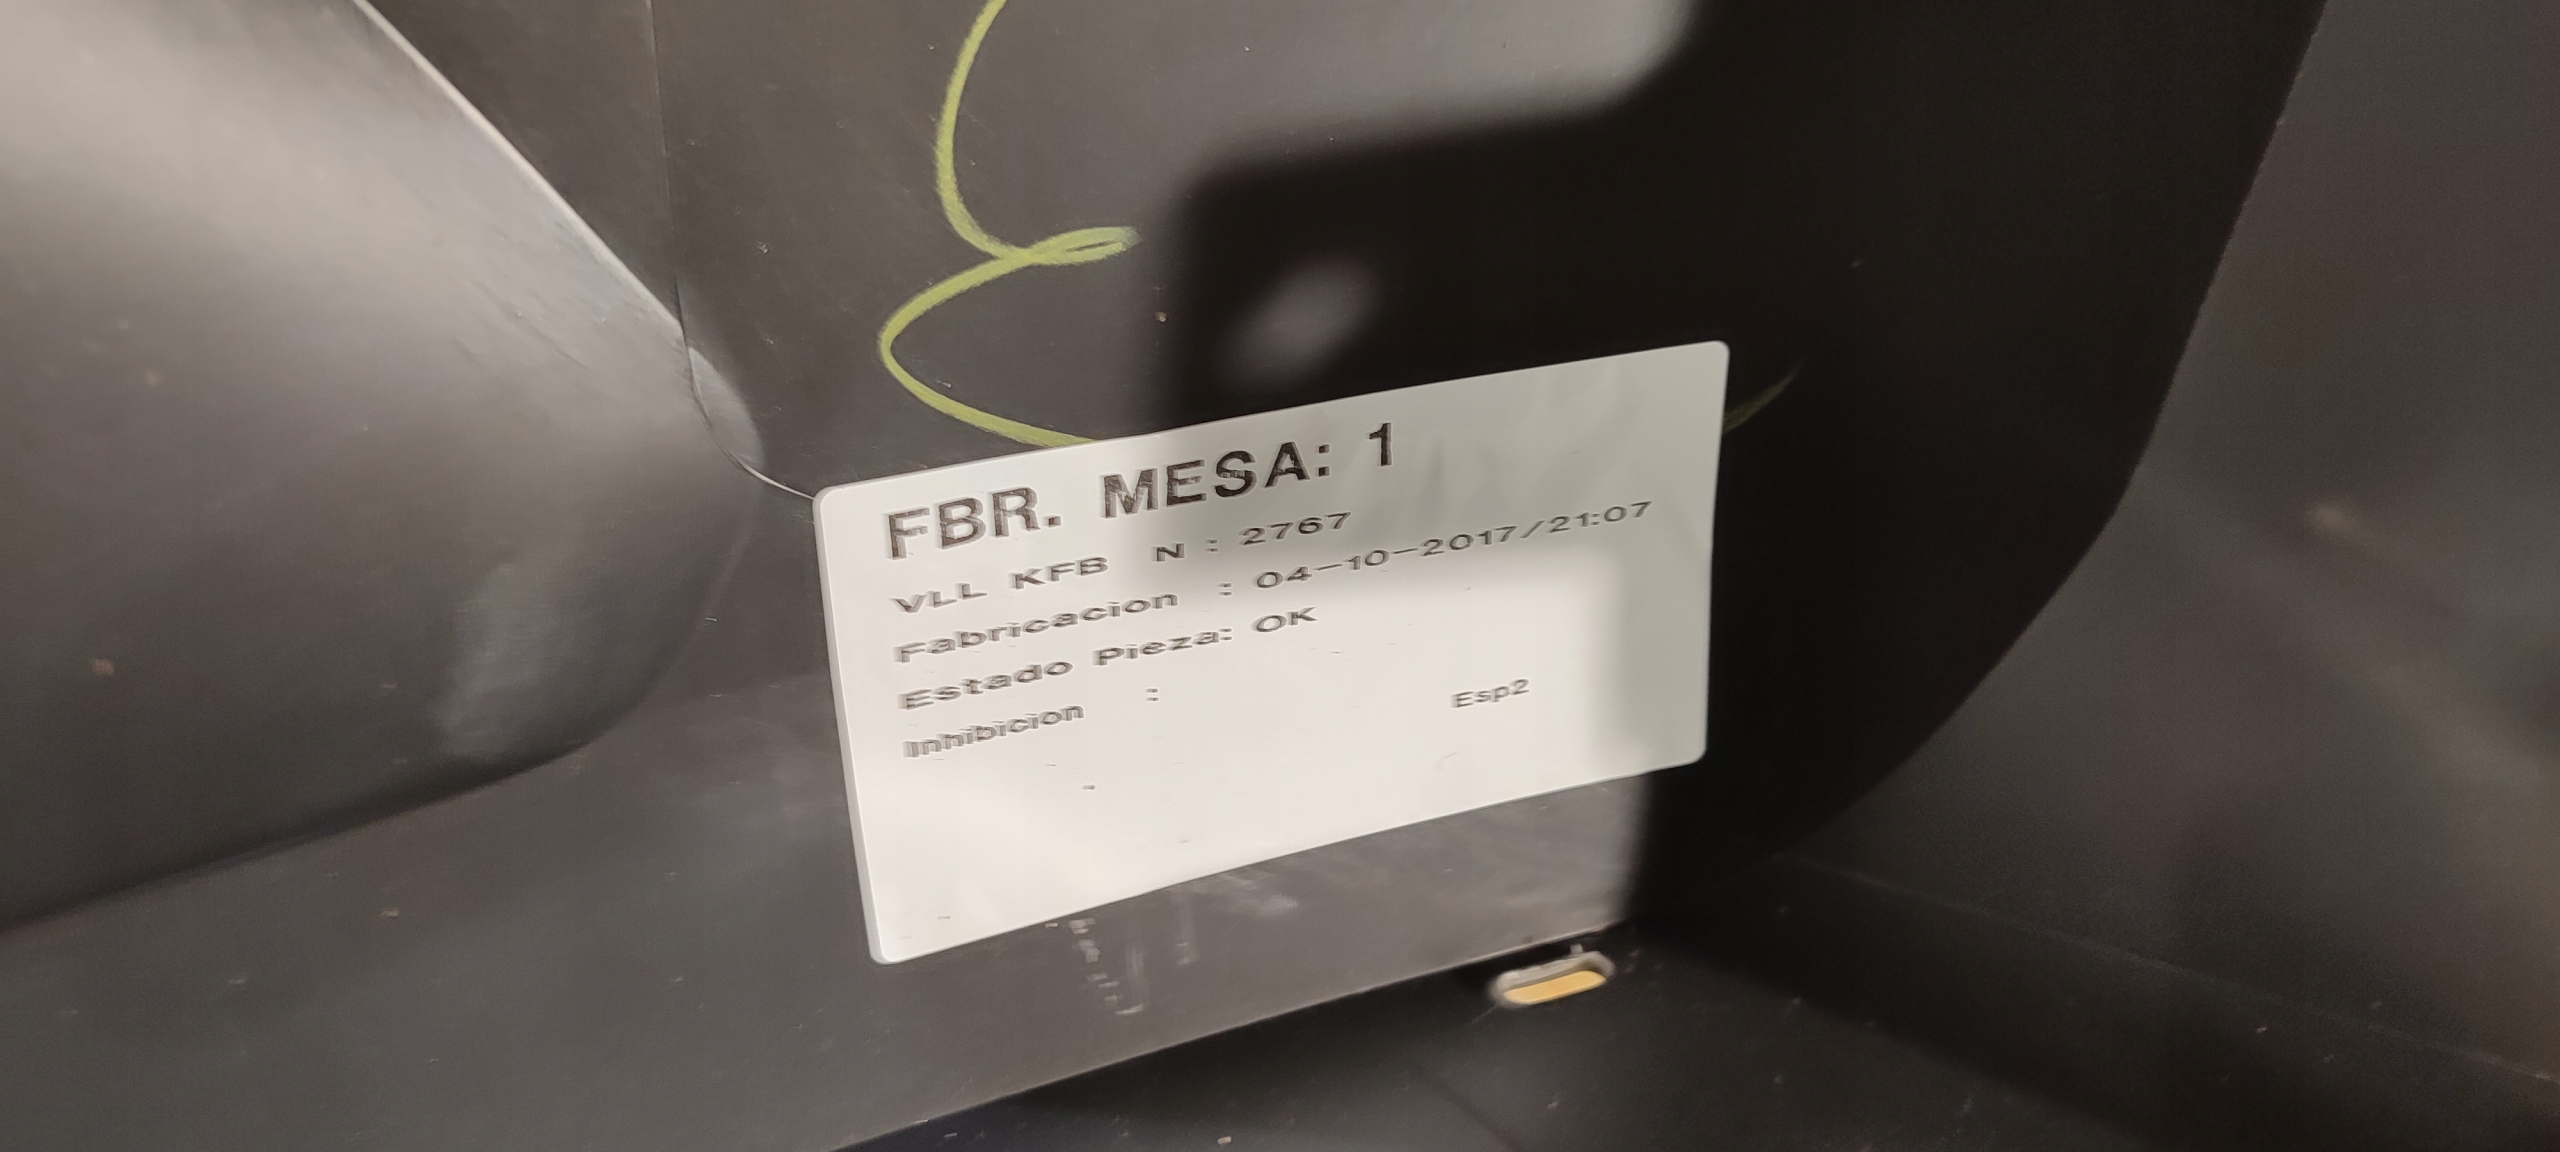 FBR. MESA: 1
VLL KFB N : 2767
Fabricacion : 04-10-2017/21:07
Estado Pieza: OK
Inhibicion :
Esp2